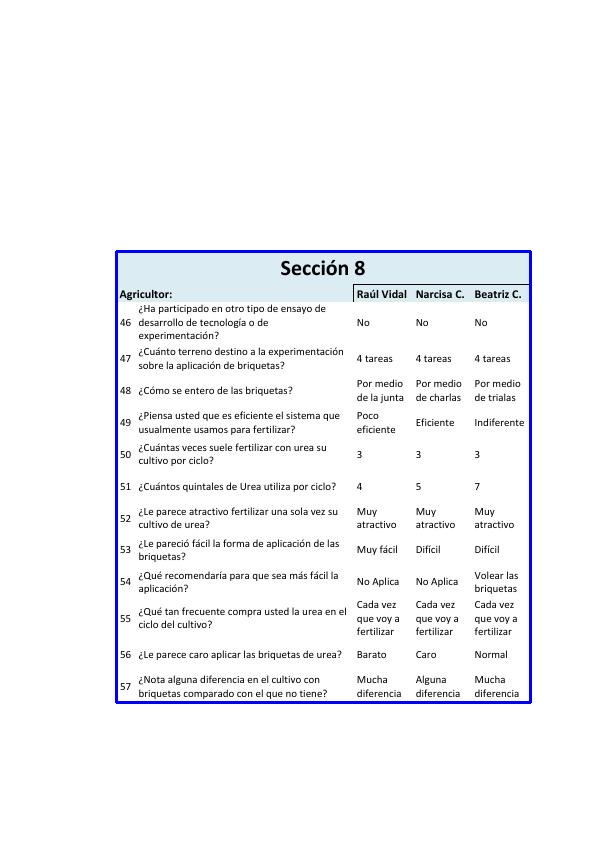 Sección 8
Agricultor: Raúl Vidal Narcisa C. Beatriz C.
46 ¿Ha participado en otro tipo de ensayo de desarrollo de tecnología o de experimentación? No No No
47 ¿Cuánto terreno destino a la experimentación sobre la aplicación de briquetas? 4 tareas 4 tareas 4 tareas
48 ¿Cómo se entero de las briquetas? Por medio de la junta Por medio de charlas Por medio de trialas
49 ¿Piensa usted que es eficiente el sistema que usualmente usamos para fertilizar? Poco eficiente Eficiente Indiferente
50 ¿Cuántas veces suele fertilizar con urea su cultivo por ciclo? 3 3 3
51 ¿Cuántos quintales de Urea utiliza por ciclo? 4 5 7
52 ¿Le parece atractivo fertilizar una sola vez su cultivo de urea? Muy atractivo Muy atractivo Muy atractivo
53 ¿Le pareció fácil la forma de aplicación de las briquetas? Muy fácil Difícil Difícil
54 ¿Qué recomendaría para que sea más fácil la aplicación? No Aplica No Aplica Volear las briquetas
55 ¿Qué tan frecuente compra usted la urea en el ciclo del cultivo? Cada vez que voy a fertilizar Cada vez que voy a fertilizar Cada vez que voy a fertilizar
56 ¿Le parece caro aplicar las briquetas de urea? Barato Caro Normal
57 ¿Nota alguna diferencia en el cultivo con briquetas comparado con el que no tiene? Mucha diferencia Alguna diferencia Mucha diferencia